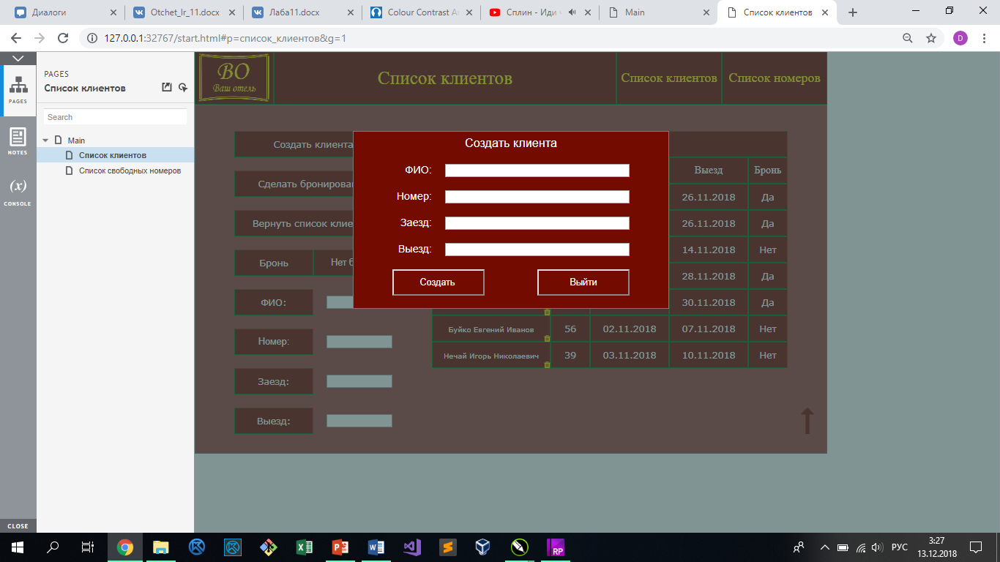 Диалоги
Otchet_lr_11.docx
Лаба11.docx
Colour Contrast A
Сплин - Иди
Main
Список клиентов
127.0.0.1:32767/start.html#p=список_клиентов&g=1
D
PAGES
Список клиентов
Search
Main
Список клиентов
Список свободных номеров
PAGES
NOTES
(x)
CONSOLE
CLOSE
ВО
Ваш отель
Список клиентов
Список клиентов
Список номеров
Создать клиента
Сделать бронирова
Вернуть список клие
Бронь
Нет б
ФИО:
Номер:
Заезд:
Выезд:
Создать клиента
ФИО:
Номер:
Заезд:
Выезд:
Создать
Выйти
Выезд Бронь
26.11.2018 Да
26.11.2018 Да
14.11.2018 Нет
28.11.2018 Да
30.11.2018 Да
Буйко Евгений Иванов 56 02.11.2018 07.11.2018 Нет
Нечай Игорь Николаевич 39 03.11.2018 10.11.2018 Нет
RP
РУС
3:27
13.12.2018